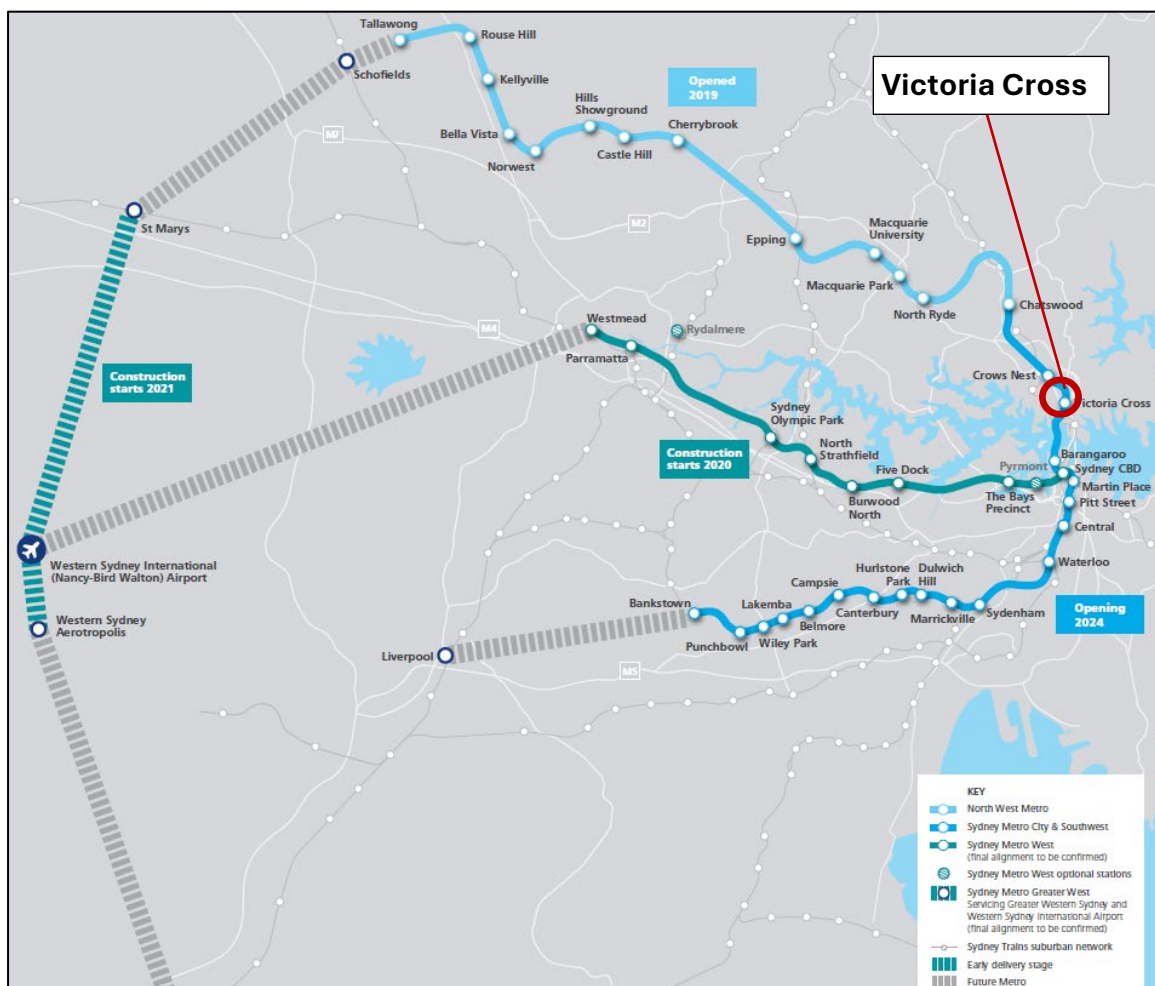 Victoria Cross
Tallawong
Rouse Hill
Schofields
Kellyville
Opened
2019
Hills
Showground
Cherrybrook
Bella Vista
M7
Castle Hill
Norwest
St Marys
M2
Macquarie
University
Epping
Macquarie Park
North Ryde
Chatswood
Westmead
M4
Rydalmere
Parramatta
Crows Nest
Construction
starts 2021
Victoria Cross
Sydney
Olympic Park
North
Strathfield
Construction
starts 2020
Five Dock
Pyrmont
Barangaroo
Sydney CBD
Martin Place
Burwood
North
The Bays
Precinct
Pitt Street
Central
Western Sydney International
(Nancy-Bird Walton) Airport
Waterloo
Hurlstone
Park
Dulwich
Hill
Campsie
Bankstown
Lakemba
Canterbury
Sydenham
Western Sydney
Aerotropolis
Belmore
Marrickville
Opening
2024
Punchbowl
Wiley Park
Liverpool
M5
KEY
North West Metro
Sydney Metro City & Southwest
Sydney Metro West
(final alignment to be confirmed)
Sydney Metro West optional stations
Sydney Metro Greater West
Servicing Greater Western Sydney and
Western Sydney International Airport
(final alignment to be confirmed)
Sydney Trains suburban network
Early delivery stage
Future Metro